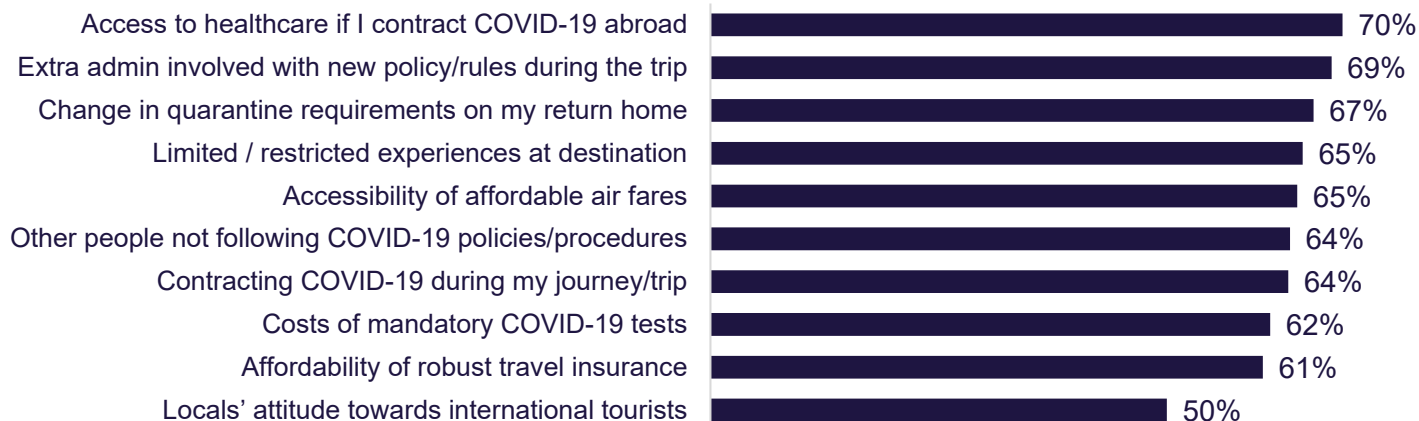 Access to healthcare if I contract COVID-19 abroad 70%
Extra admin involved with new policy/rules during the trip 69%
Change in quarantine requirements on my return home 67%
Limited / restricted experiences at destination 65%
Accessibility of affordable air fares 65%
Other people not following COVID-19 policies/procedures 64%
Contracting COVID-19 during my journey/trip 64%
Costs of mandatory COVID-19 tests 62%
Affordability of robust travel insurance 61%
Locals’ attitude towards international tourists 50%